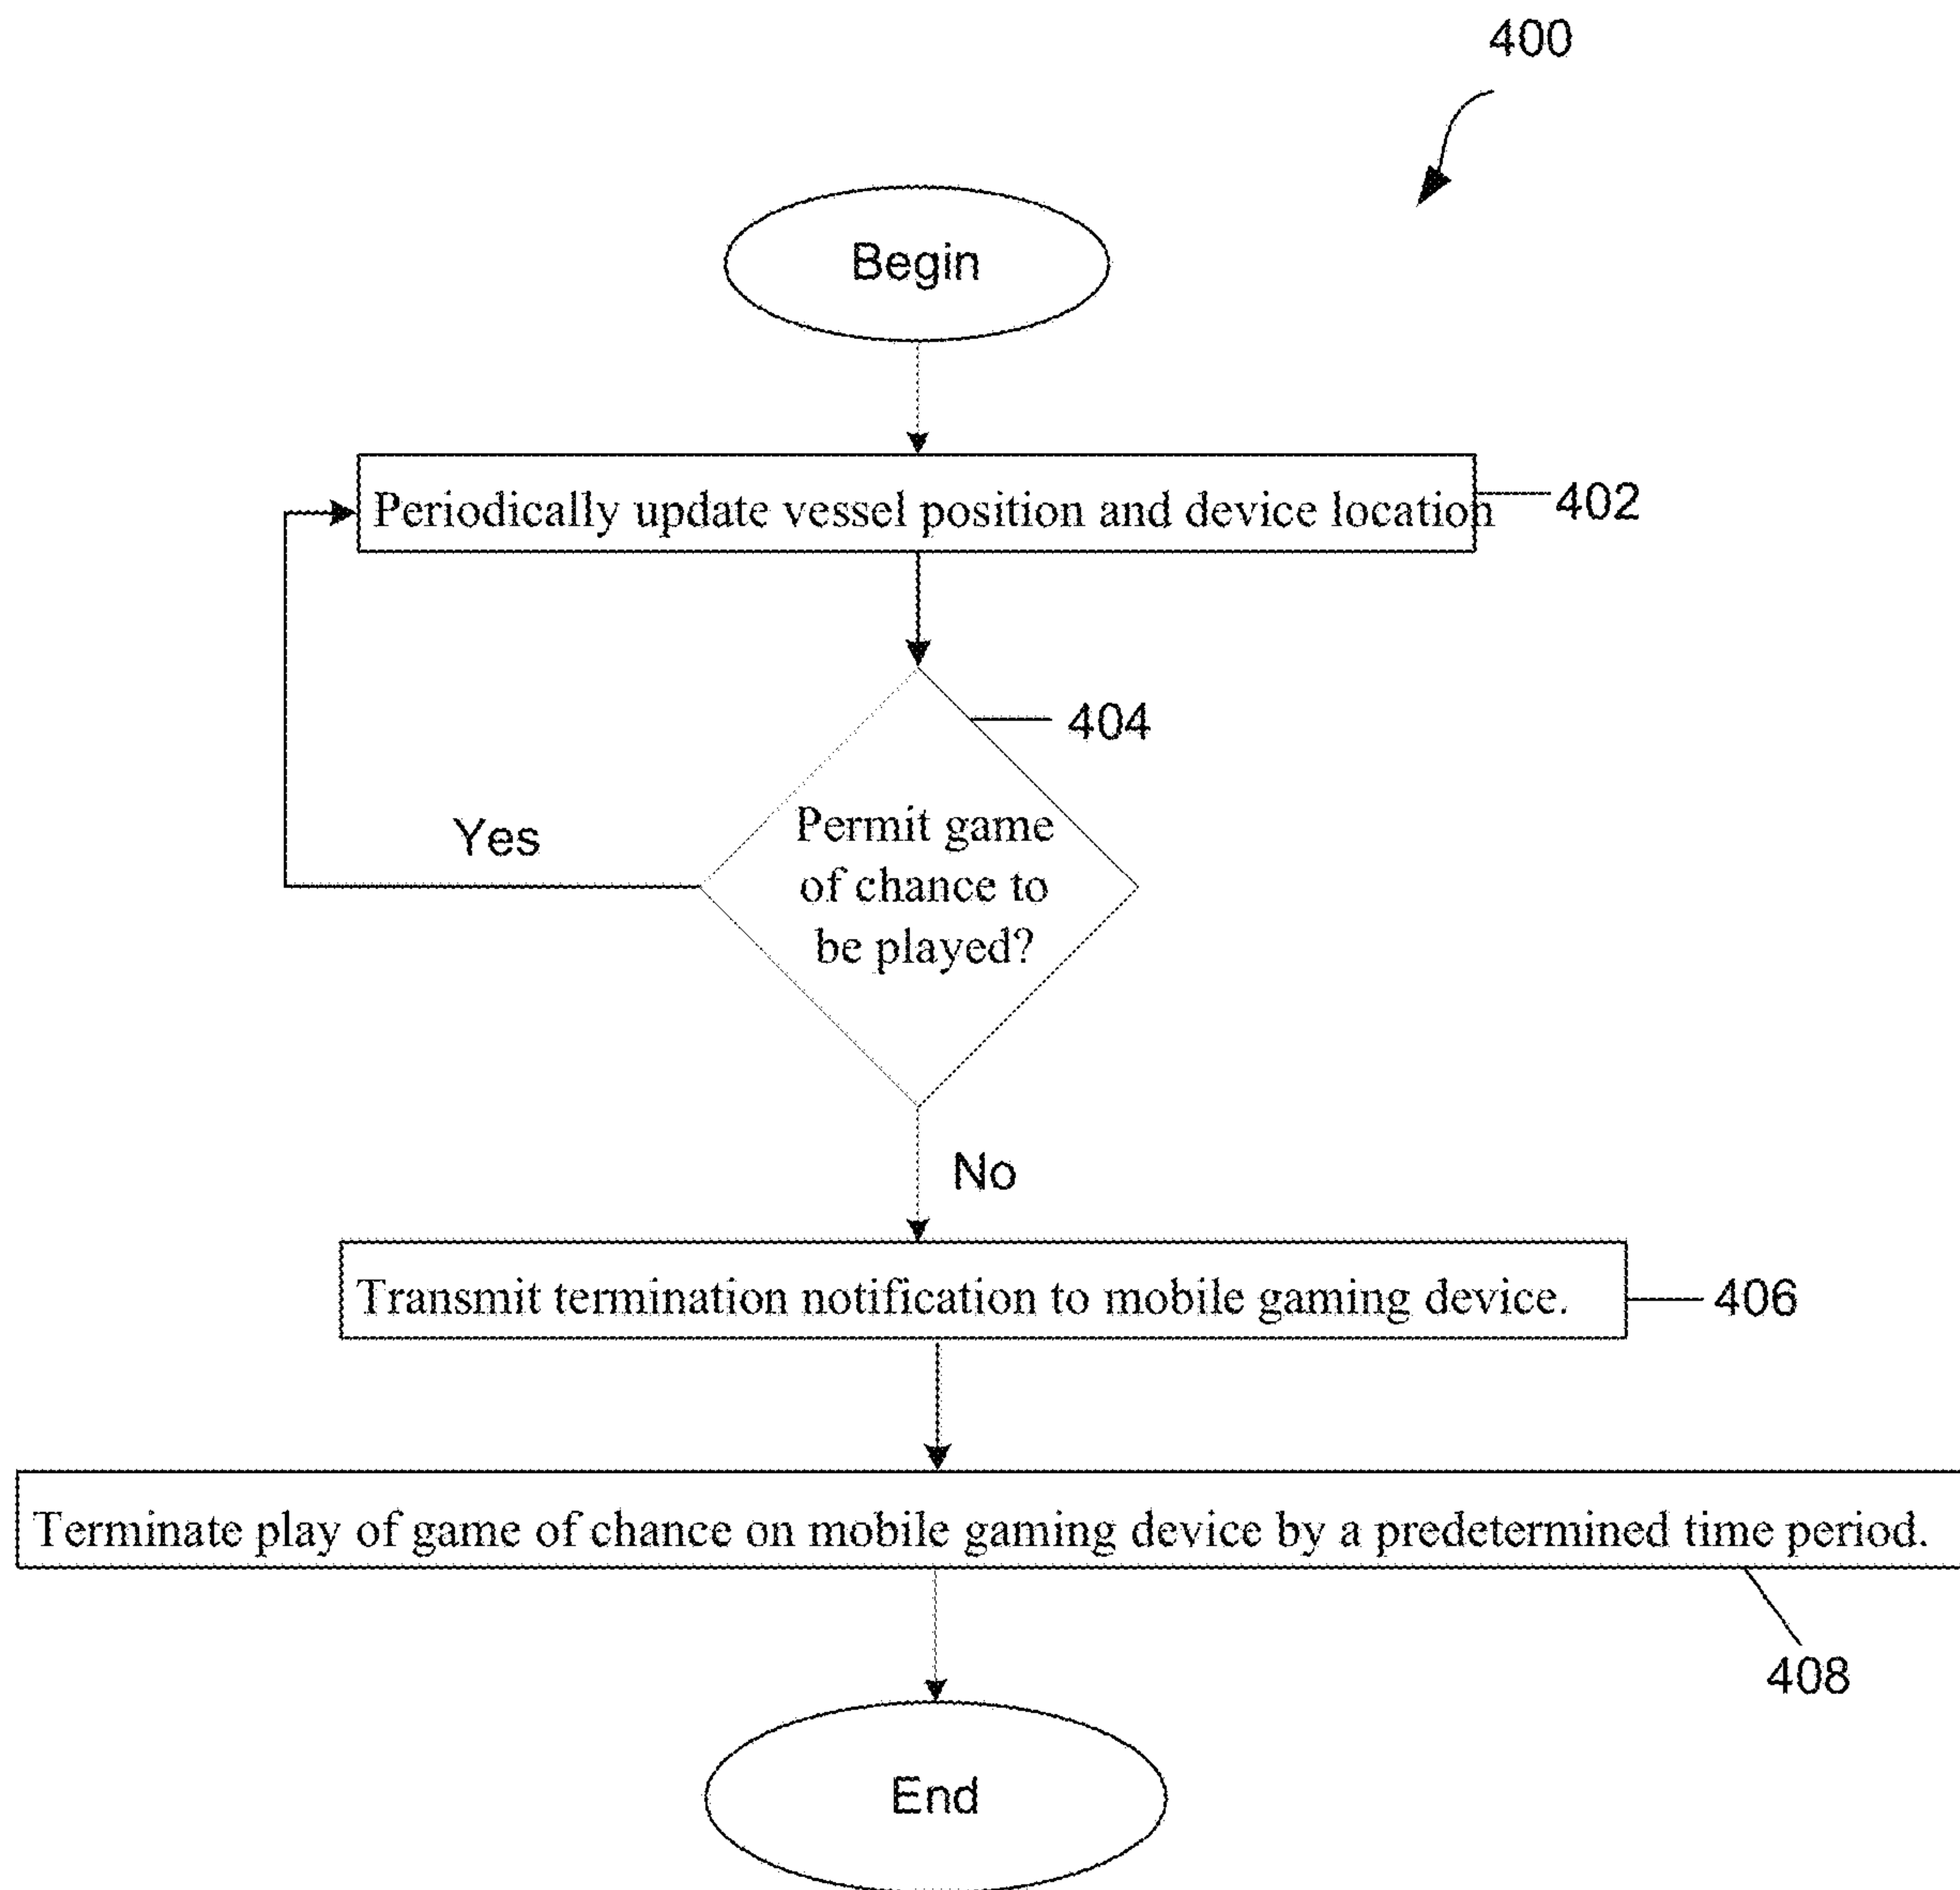 400
Begin
Periodically update vessel position and device location
402
404
Permit game
of chance to
be played?
Yes
No
Transmit termination notification to mobile gaming device.
406
Terminate play of game of chance on mobile gaming device by a predetermined time period.
408
End